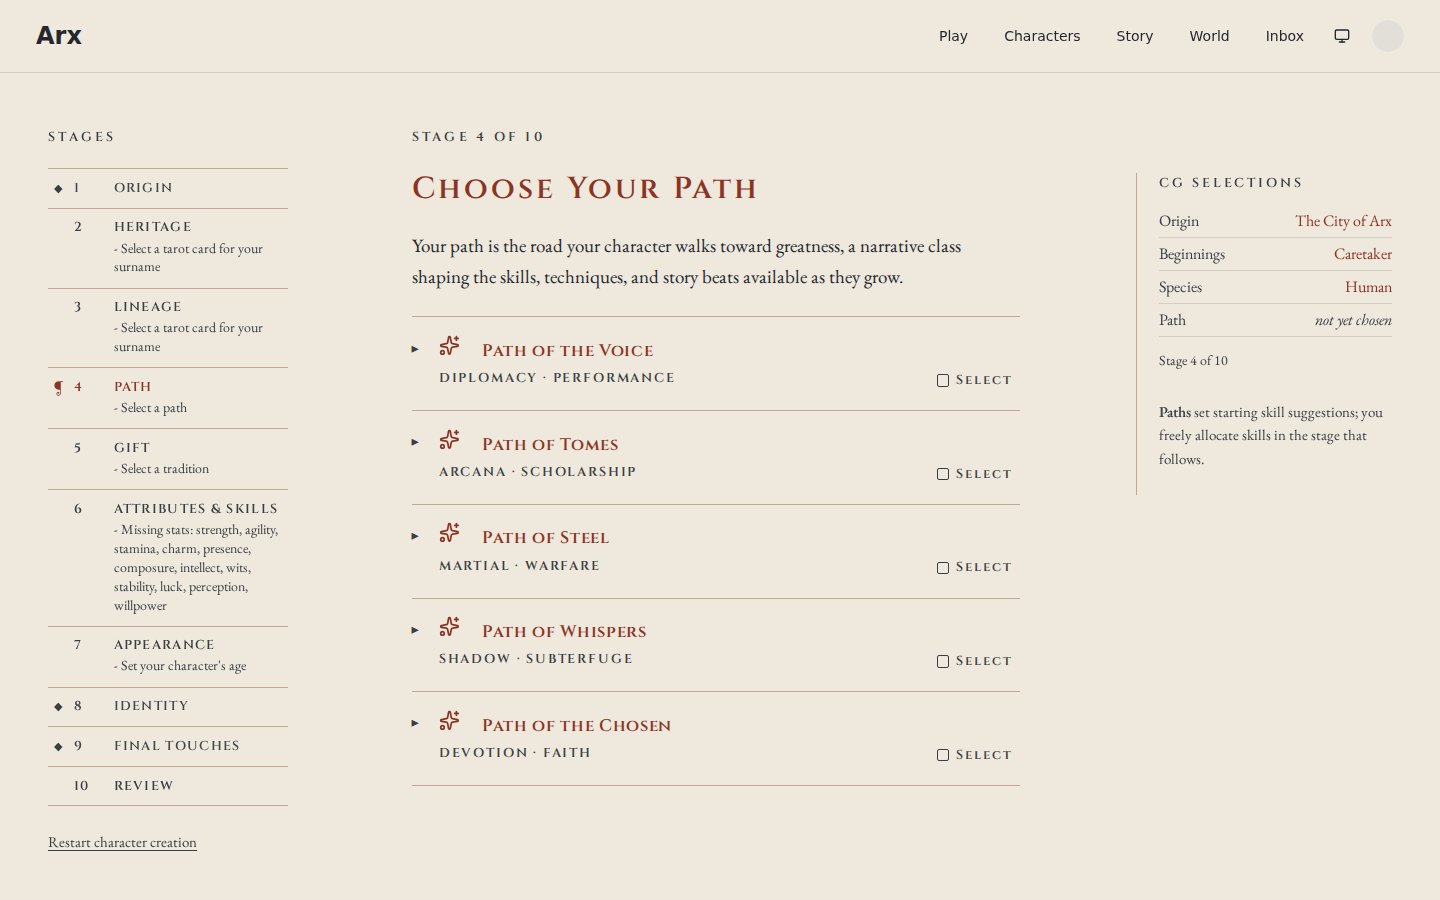 Arx
Play
Characters
Story
World
Inbox
STAGES
◆ 1 ORIGIN
2 HERITAGE
- Select a tarot card for your
surname
3 LINEAGE
- Select a tarot card for your
surname
¶ 4 PATH
- Select a path
5 GIFT
- Select a tradition
6 ATTRIBUTES & SKILLS
- Missing stats: strength, agility,
stamina, charm, presence,
composure, intellect, wits,
stability, luck, perception,
willpower
7 APPEARANCE
- Set your character's age
◆ 8 IDENTITY
◆ 9 FINAL TOUCHES
10 REVIEW
Restart character creation
STAGE 4 OF 10
Choose Your Path
Your path is the road your character walks toward greatness, a narrative class
shaping the skills, techniques, and story beats available as they grow.
▸ Path of the Voice
DIPLOMACY · PERFORMANCE
Select
▸ Path of Tomes
ARCANA · SCHOLARSHIP
Select
▸ Path of Steel
MARTIAL · WARFARE
Select
▸ Path of Whispers
SHADOW · SUBTERFUGE
Select
▸ Path of the Chosen
DEVOTION · FAITH
Select
CG SELECTIONS
Origin The City of Arx
Beginnings Caretaker
Species Human
Path not yet chosen
Stage 4 of 10
Paths set starting skill suggestions; you
freely allocate skills in the stage that
follows.